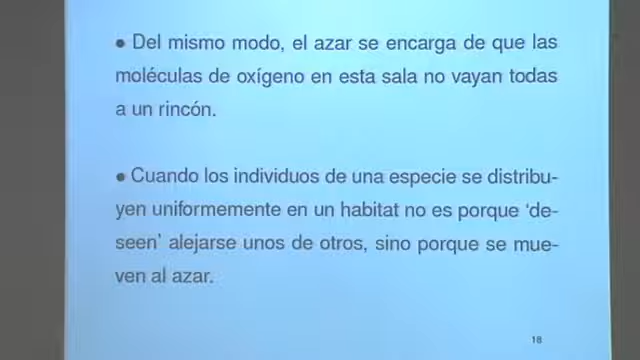 ● Del mismo modo, el azar se encarga de que las
moléculas de oxígeno en esta sala no vayan todas
a un rincón.
● Cuando los individuos de una especie se distribu-
yen uniformemente en un habitat no es porque ‘de-
seen’ alejarse unos de otros, sino porque se mue-
ven al azar.
18